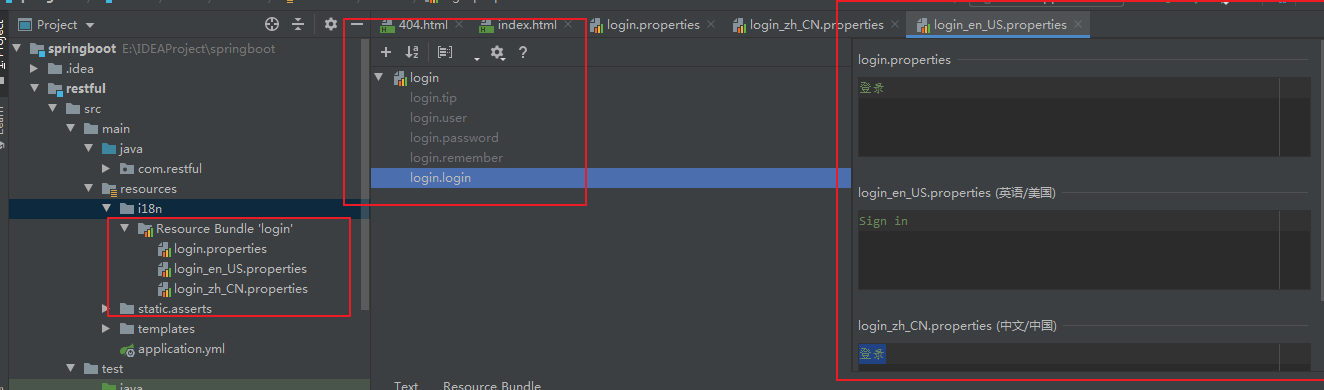 Project
404.html
index.html
login.properties
login_zh_CN.properties
login_en_US.properties
springboot E:\IDEAProject\springboot
.idea
restful
src
main
java
com.restful
resources
i18n
Resource Bundle 'login'
login.properties
login_en_US.properties
login_zh_CN.properties
static.asserts
templates
application.yml
test
java
login
login.tip
login.user
login.password
login.remember
login.login
Text
Resource Bundle
login.properties
登录
login_en_US.properties (英语/美国)
Sign in
login_zh_CN.properties (中文/中国)
登录